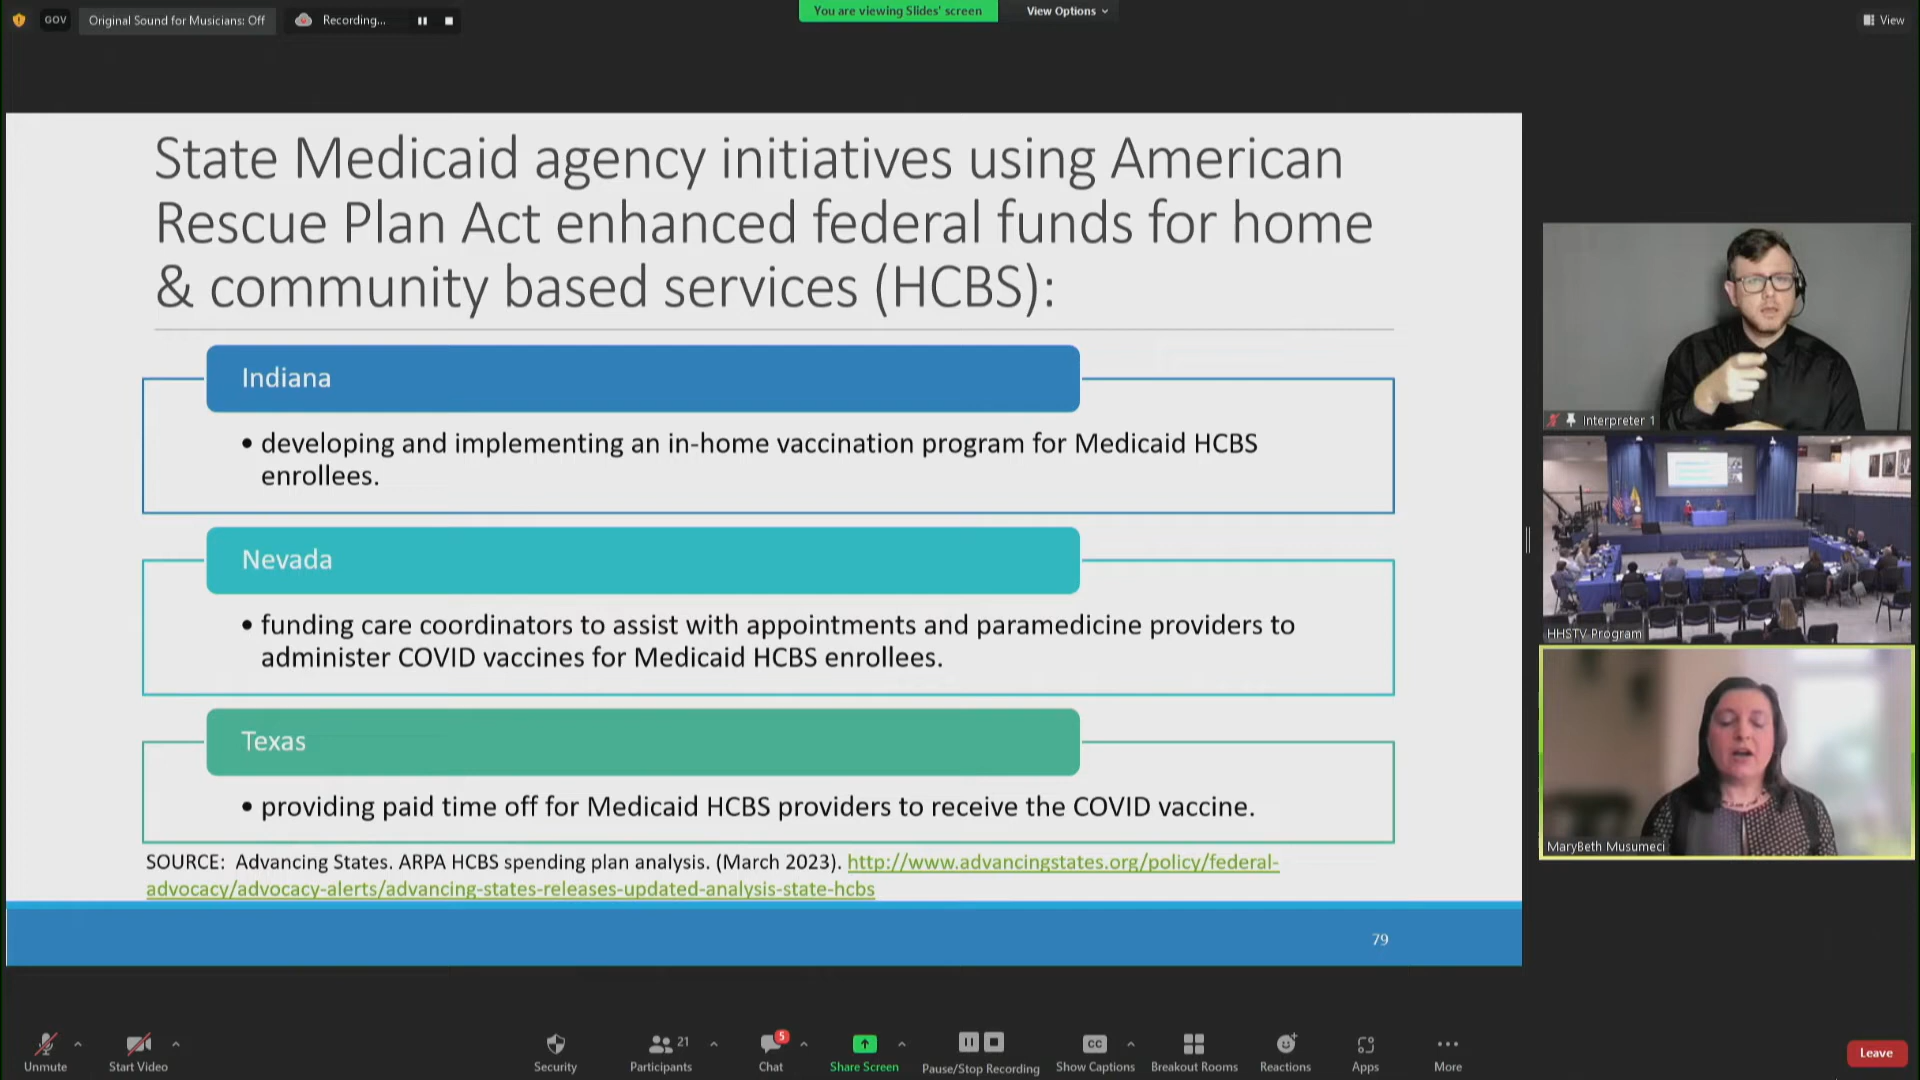 GOV
Original Sound for Musicians: Off
Recording...
You are viewing Slides' screen
View Options
View
State Medicaid agency initiatives using American
Rescue Plan Act enhanced federal funds for home
& community based services (HCBS):
Indiana
• developing and implementing an in-home vaccination program for Medicaid HCBS
enrollees.
Nevada
• funding care coordinators to assist with appointments and paramedicine providers to
administer COVID vaccines for Medicaid HCBS enrollees.
Texas
• providing paid time off for Medicaid HCBS providers to receive the COVID vaccine.
SOURCE: Advancing States. ARPA HCBS spending plan analysis. (March 2023). http://www.advancingstates.org/policy/federal-
advocacy/advocacy-alerts/advancing-states-releases-updated-analysis-state-hcbs
79
Interpreter 1
HHSTV Program
MaryBeth Musumeci
Unmute
Start Video
Security
21
Participants
5
Chat
Share Screen
Pause/Stop Recording
CC
Show Captions
Breakout Rooms
Reactions
Apps
More
Leave